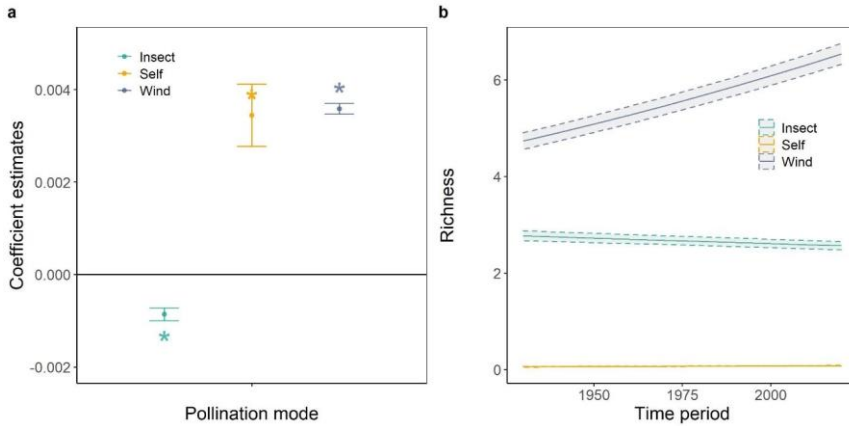 a
Coefficient estimates
0.004
0.002
0.000
-0.002
Insect
Self
Wind
*
*
*
Pollination mode
b
Richness
6
4
2
0
Insect
Self
Wind
1950
1975
2000
Time period